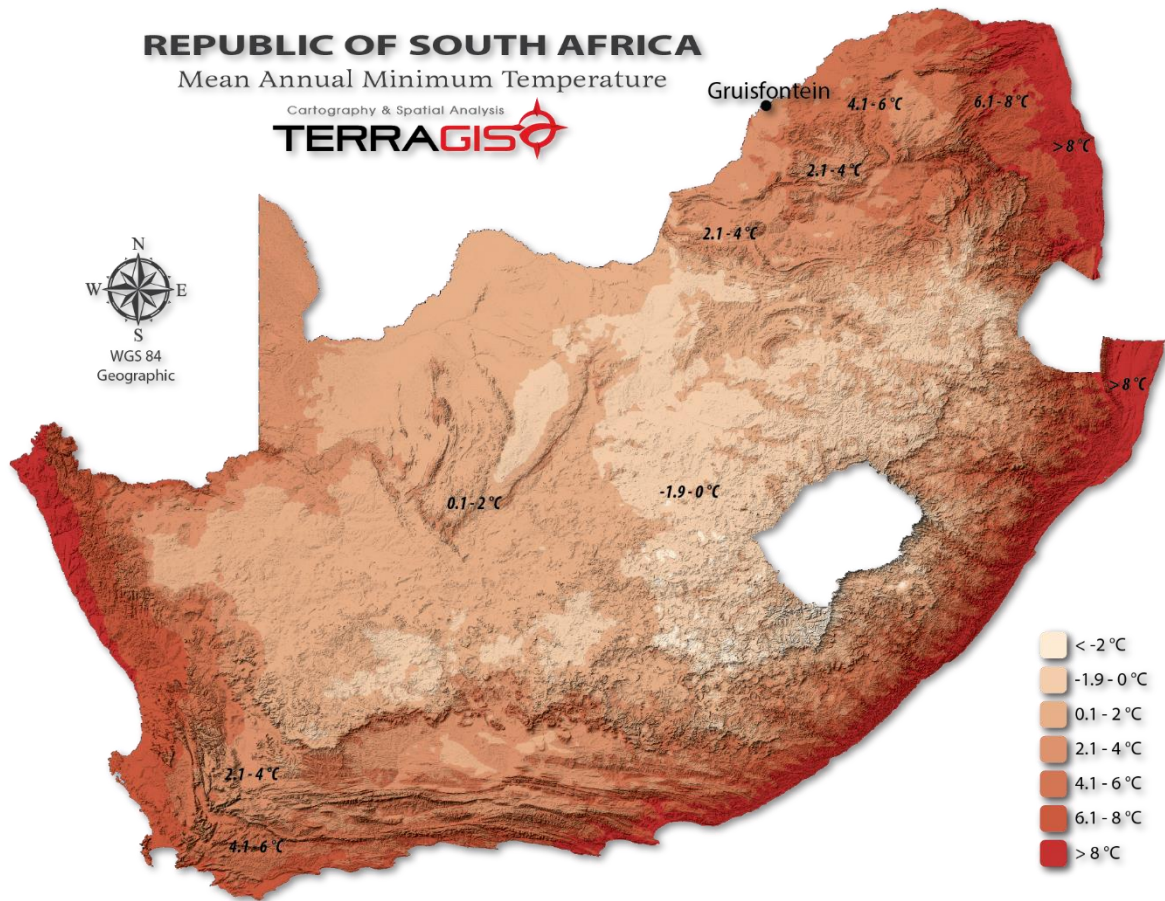 REPUBLIC OF SOUTH AFRICA
Mean Annual Minimum Temperature
Cartography & Spatial Analysis
TERRAGIS
Gruisfontein
4.1 - 6 °C
6.1 - 8 °C
> 8 °C
2.1 - 4 °C
2.1 - 4 °C
N
W E
S
WGS 84
Geographic
> 8 °C
0.1 - 2 °C
-1.9 - 0 °C
2.1 - 4 °C
4.1 - 6 °C
< -2 °C
-1.9 - 0 °C
0.1 - 2 °C
2.1 - 4 °C
4.1 - 6 °C
6.1 - 8 °C
> 8 °C